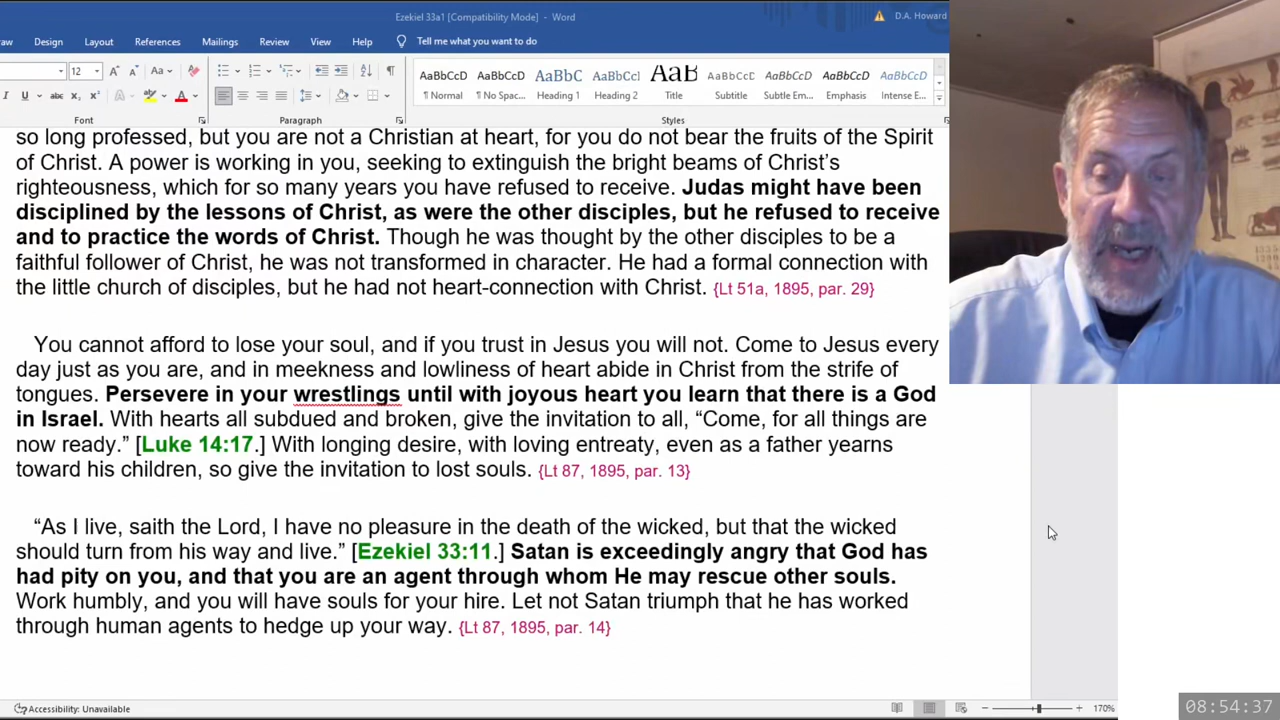 Ezekiel 33a1 [Compatibility Mode] - Word
D.A. Howard
aw Design Layout References Mailings Review View Help Tell me what you want to do
12 Aa
AaBbCcD AaBbCcD AaBbC AaBbCcI AaB AaBbCcD AaBbCcD AaBbCcD AaBbCcD
¶ Normal ¶ No Spac... Heading 1 Heading 2 Title Subtitle Subtle Em... Emphasis Intense E...
Font Paragraph Styles
so long professed, but you are not a Christian at heart, for you do not bear the fruits of the Spirit
of Christ. A power is working in you, seeking to extinguish the bright beams of Christ’s
righteousness, which for so many years you have refused to receive. Judas might have been
disciplined by the lessons of Christ, as were the other disciples, but he refused to receive
and to practice the words of Christ. Though he was thought by the other disciples to be a
faithful follower of Christ, he was not transformed in character. He had a formal connection with
the little church of disciples, but he had not heart-connection with Christ. {Lt 51a, 1895, par. 29}
You cannot afford to lose your soul, and if you trust in Jesus you will not. Come to Jesus every
day just as you are, and in meekness and lowliness of heart abide in Christ from the strife of
tongues. Persevere in your wrestlings until with joyous heart you learn that there is a God
in Israel. With hearts all subdued and broken, give the invitation to all, “Come, for all things are
now ready.” [Luke 14:17.] With longing desire, with loving entreaty, even as a father yearns
toward his children, so give the invitation to lost souls. {Lt 87, 1895, par. 13}
“As I live, saith the Lord, I have no pleasure in the death of the wicked, but that the wicked
should turn from his way and live.” [Ezekiel 33:11.] Satan is exceedingly angry that God has
had pity on you, and that you are an agent through whom He may rescue other souls.
Work humbly, and you will have souls for your hire. Let not Satan triumph that he has worked
through human agents to hedge up your way. {Lt 87, 1895, par. 14}
Accessibility: Unavailable
170%
08:54:37